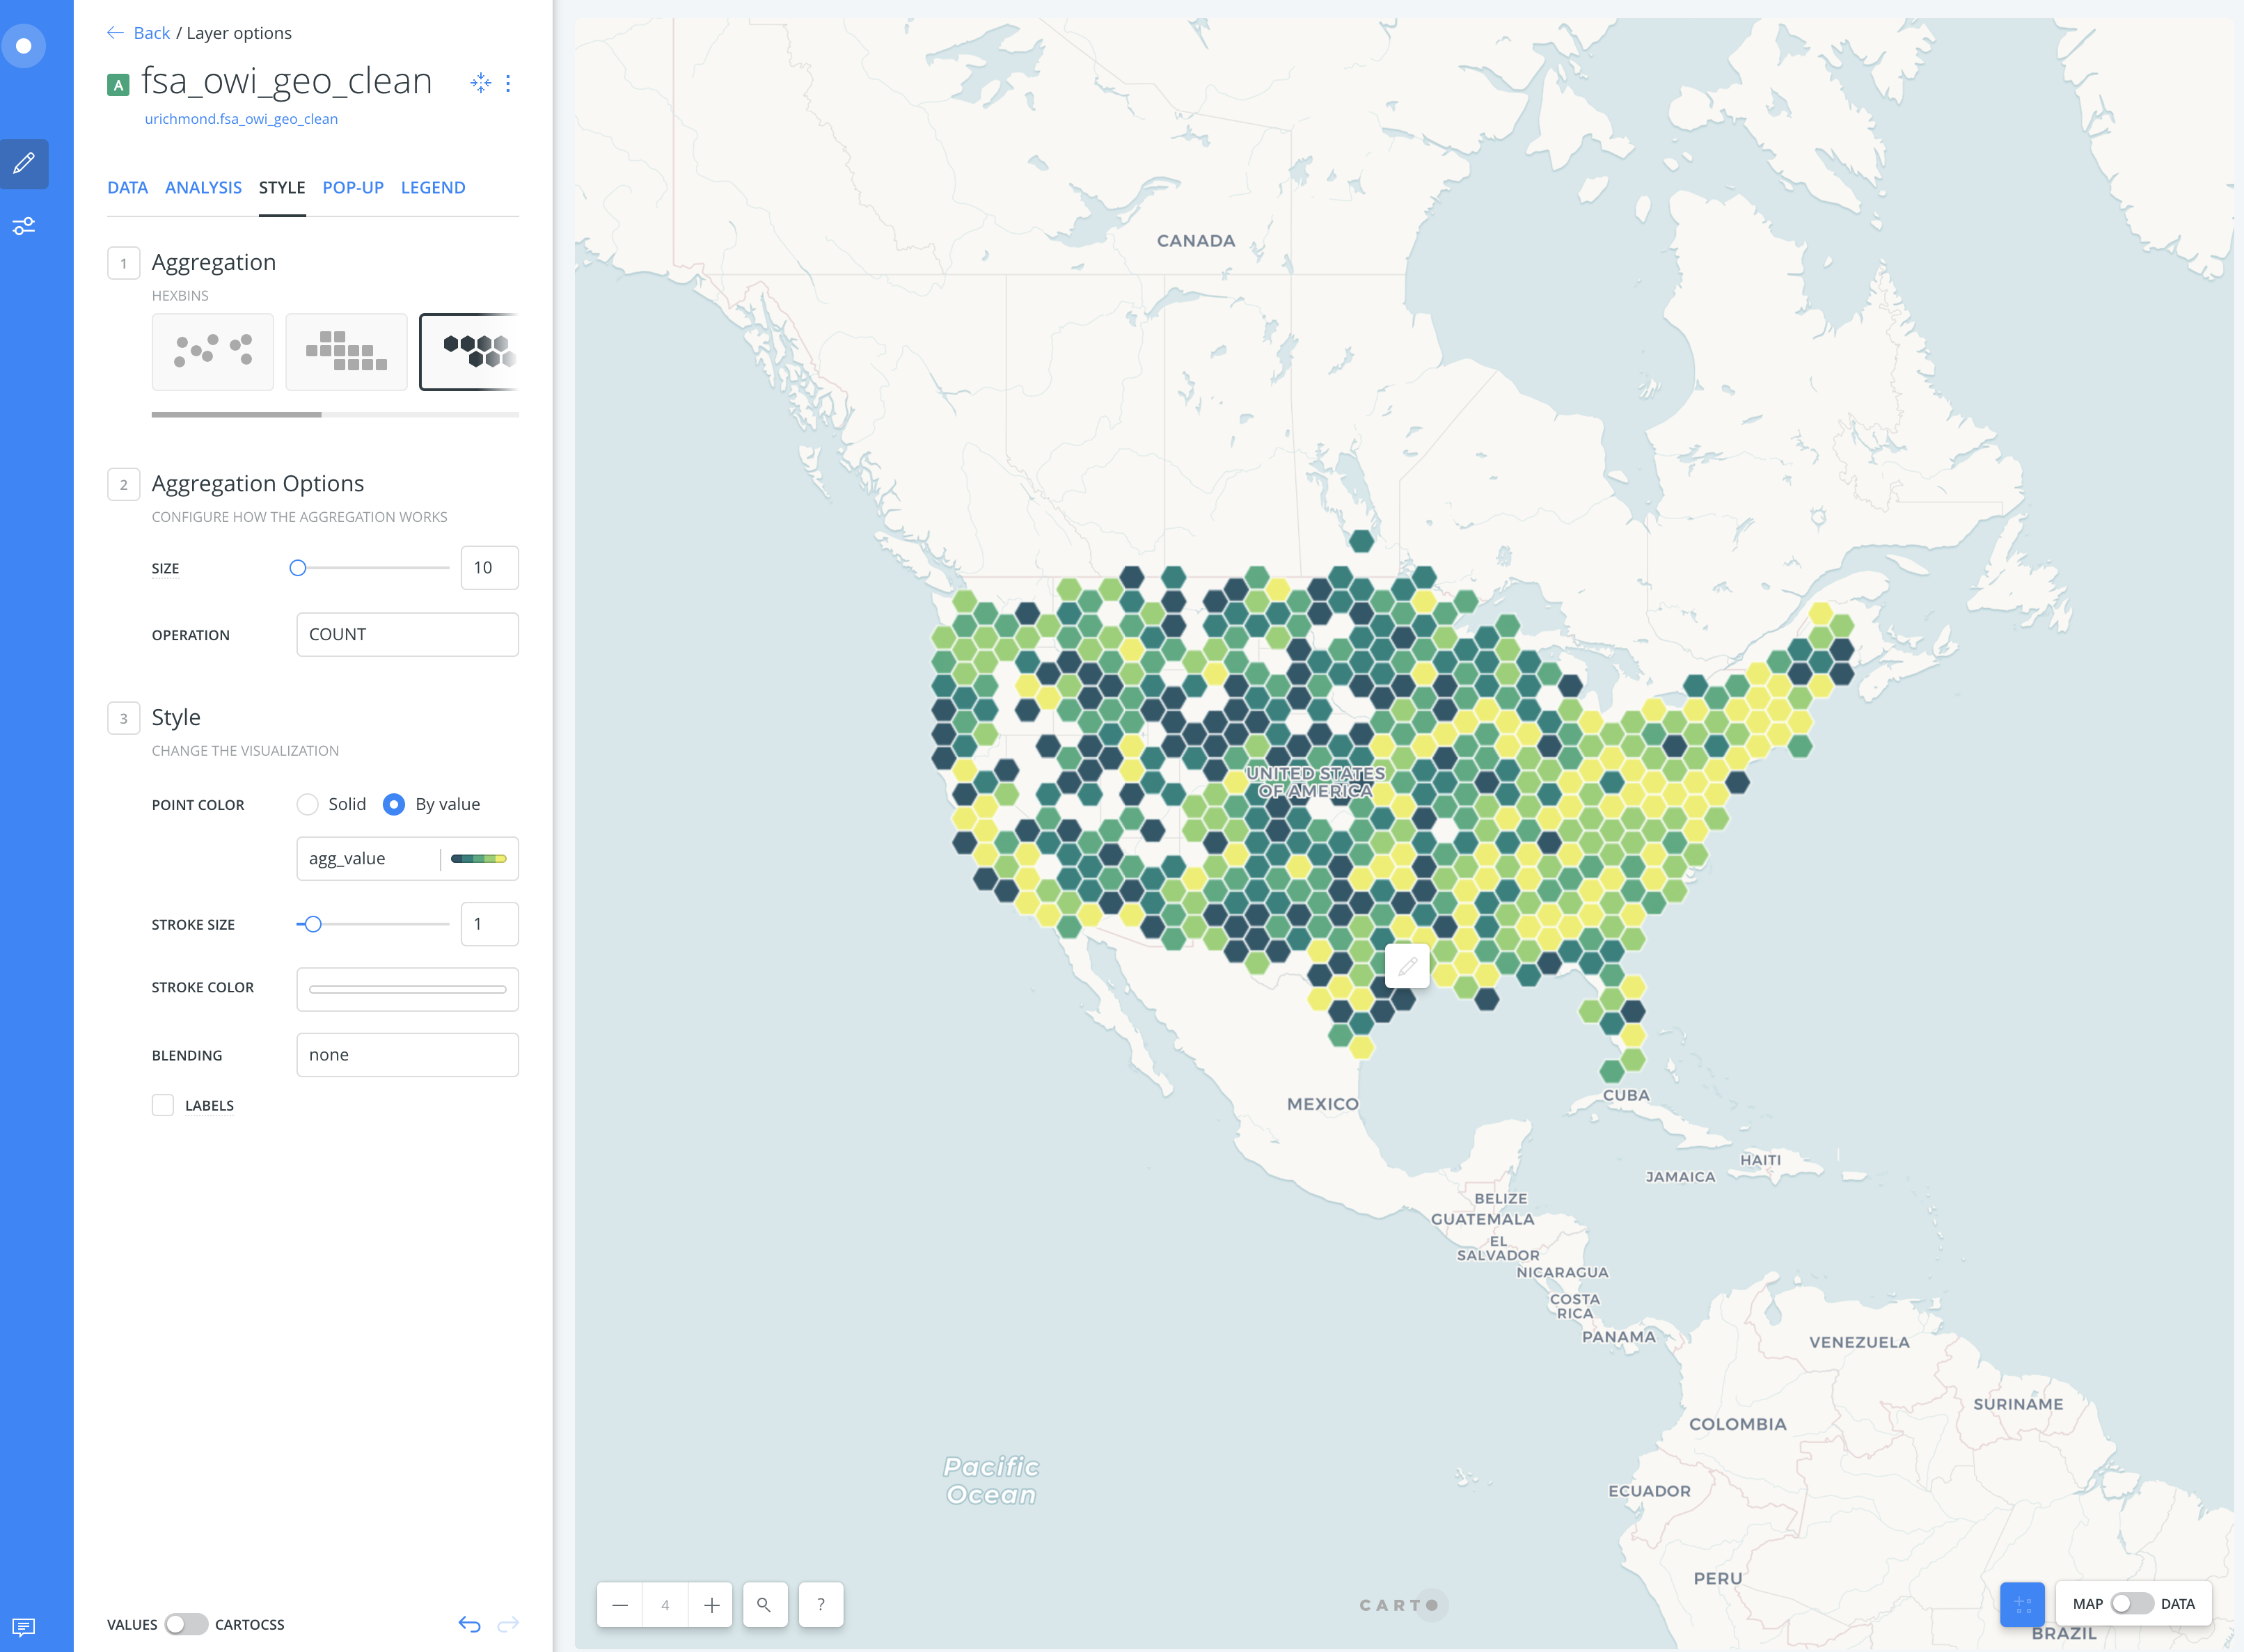 Back / Layer options
A fsa_owi_geo_clean
urichmond.fsa_owi_geo_clean
DATA ANALYSIS STYLE POP-UP LEGEND
1 Aggregation
HEXBINS
2 Aggregation Options
CONFIGURE HOW THE AGGREGATION WORKS
SIZE 10
OPERATION COUNT
3 Style
CHANGE THE VISUALIZATION
POINT COLOR Solid By value
agg_value
STROKE SIZE 1
STROKE COLOR
BLENDING none
LABELS
VALUES CARTOCSS
CANADA
UNITED STATES
OF AMERICA
MEXICO
CUBA
HAITI
JAMAICA
BELIZE
GUATEMALA
EL
SALVADOR
NICARAGUA
COSTA
RICA
PANAMA
VENEZUELA
SURINAME
COLOMBIA
Pacific
Ocean
ECUADOR
PERU
BRAZIL
4
?
CARTO
MAP DATA